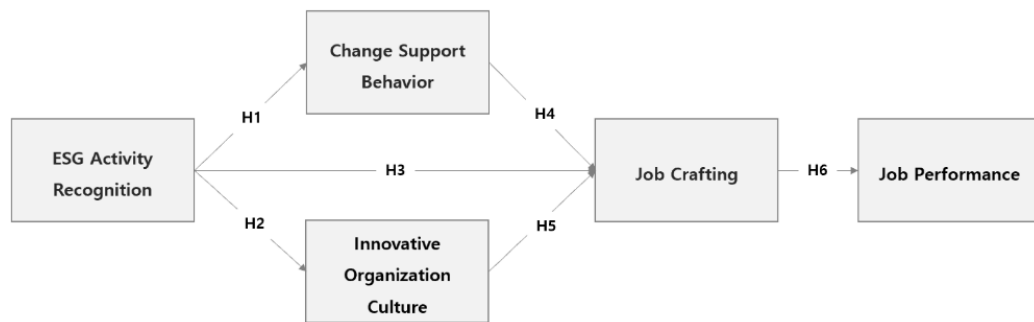 Change Support
Behavior
H1
H4
ESG Activity
Recognition
H3
Job Crafting
H6
Job Performance
H2
H5
Innovative
Organization
Culture